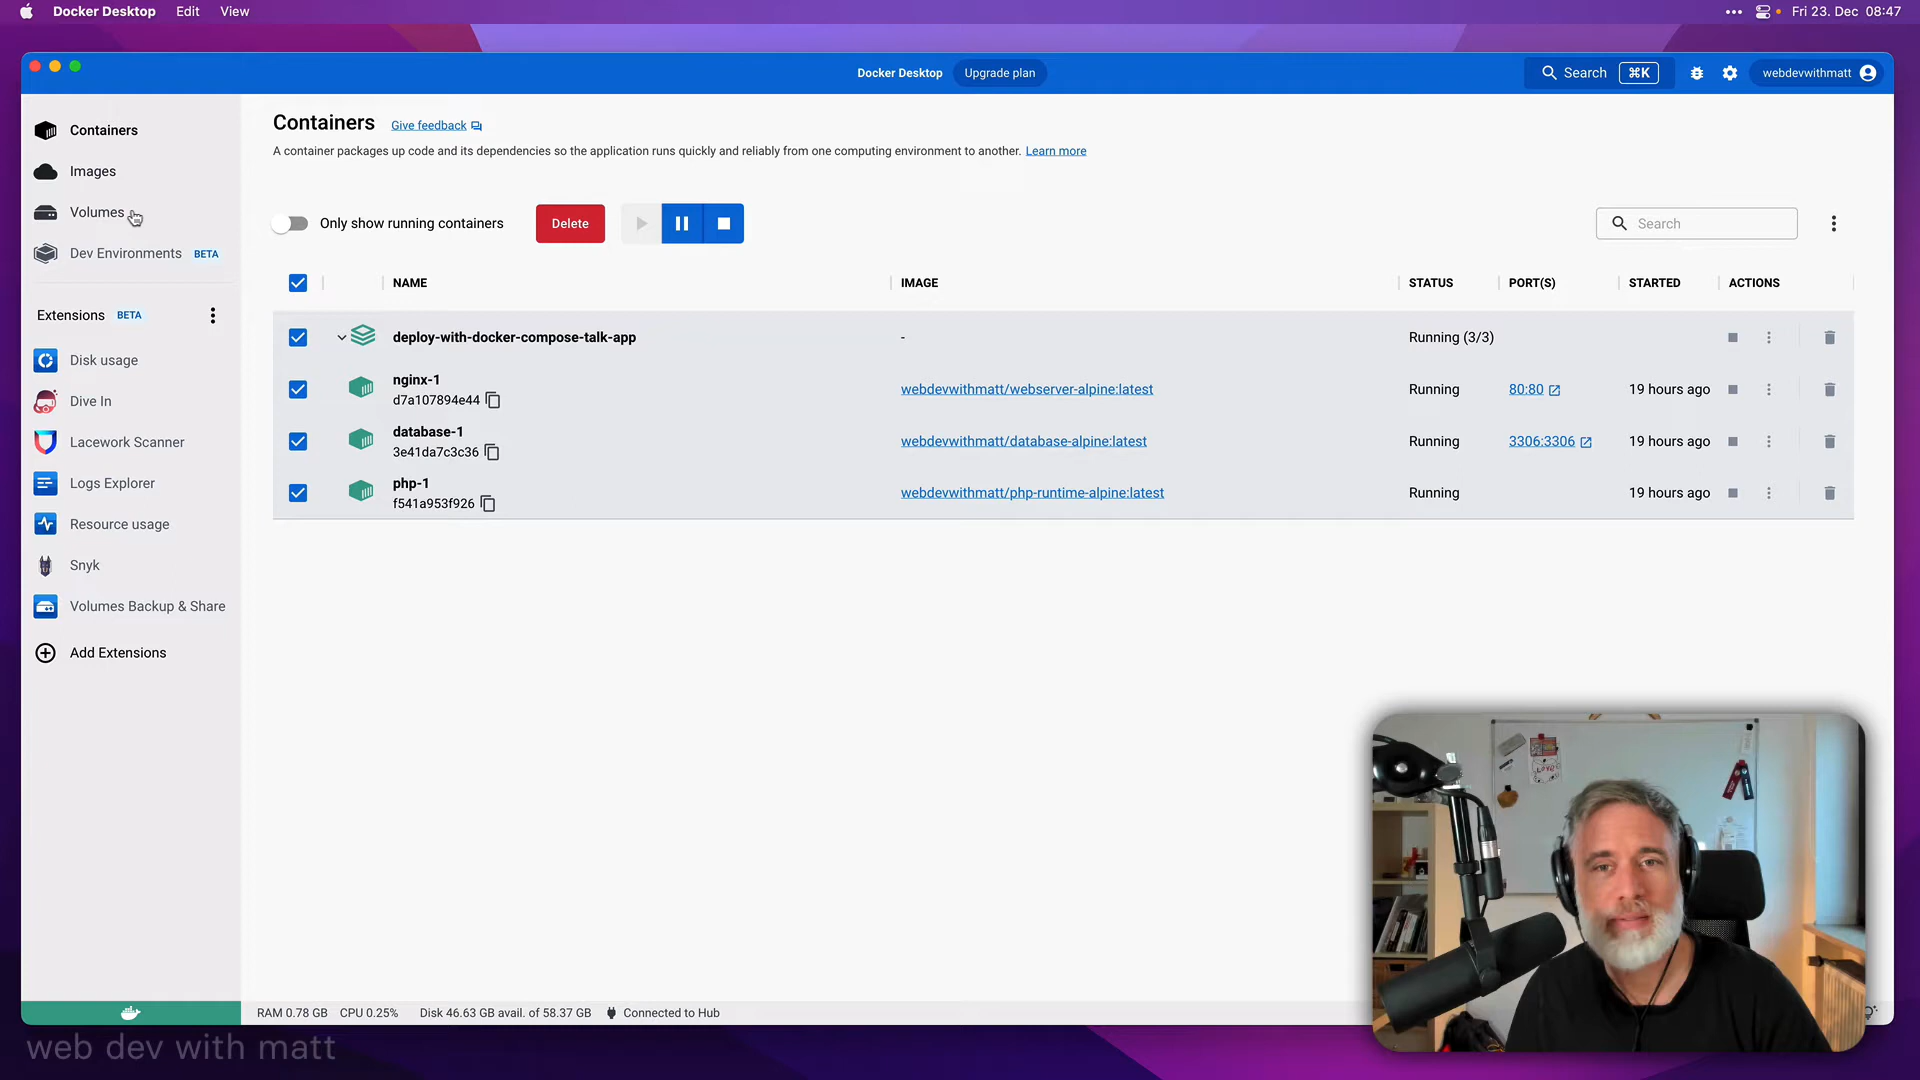 Docker Desktop Edit View
Fri 23. Dec 08:47
Docker Desktop Upgrade plan
Search ⌘K
webdevwithmatt
Containers
Images
Volumes
Dev Environments BETA
Extensions BETA
Disk usage
Dive In
Lacework Scanner
Logs Explorer
Resource usage
Snyk
Volumes Backup & Share
Add Extensions
Containers Give feedback
A container packages up code and its dependencies so the application runs quickly and reliably from one computing environment to another. Learn more
Only show running containers Delete
Search
NAME IMAGE STATUS PORT(S) STARTED ACTIONS
deploy-with-docker-compose-talk-app - Running (3/3)
nginx-1
d7a107894e44 webdevwithmatt/webserver-alpine:latest Running 80:80 19 hours ago
database-1
3e41da7c3c36 webdevwithmatt/database-alpine:latest Running 3306:3306 19 hours ago
php-1
f541a953f926 webdevwithmatt/php-runtime-alpine:latest Running 19 hours ago
RAM 0.78 GB CPU 0.25% Disk 46.63 GB avail. of 58.37 GB Connected to Hub
web dev with matt